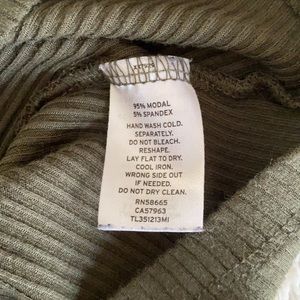 95% MODAL
5% SPANDEX
HAND WASH COLD.
SEPARATELY.
DO NOT BLEACH.
RESHAPE.
LAY FLAT TO DRY.
COOL IRON.
WRONG SIDE OUT
IF NEEDED.
DO NOT DRY CLEAN.
RN58665
CA57963
TL351213MI